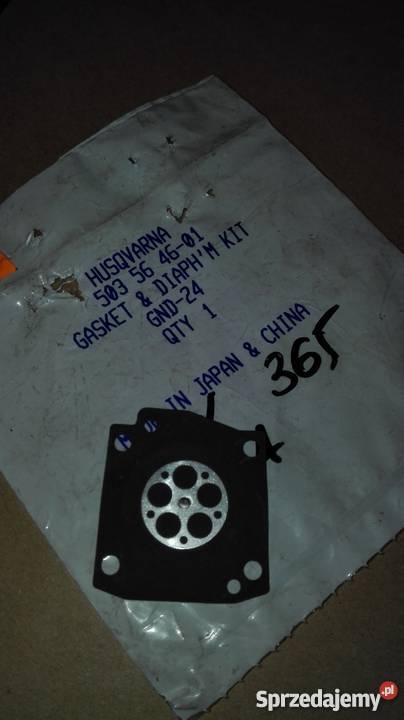 HUSQVARNA
503 56 46-01
GASKET & DIAPH'M KIT
GND-24
QTY 1
IN JAPAN & CHINA
365
Sprzedajemy.pl